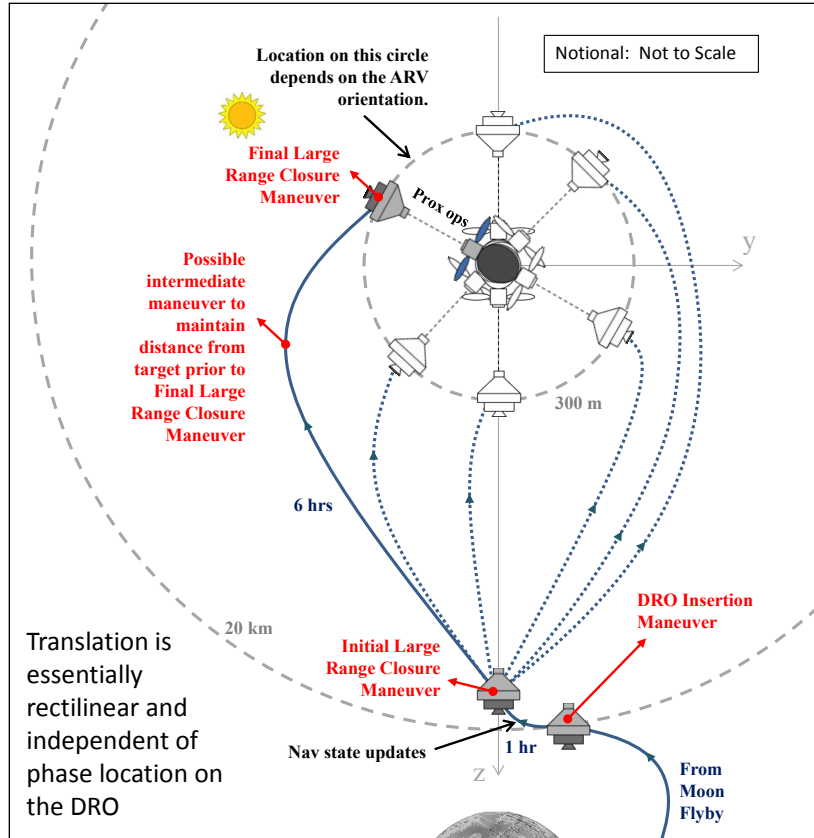 Notional:  Not to Scale
Location on this circle
depends on the ARV
orientation.
Final Large
Range Closure
Maneuver
Prox ops
y
Possible
intermediate
maneuver to
maintain
distance from
target prior to
Final Large
Range Closure
Maneuver
300 m
6 hrs
20 km
DRO Insertion
Maneuver
Initial Large
Range Closure
Maneuver
Translation is
essentially
rectilinear and
independent of
phase location on
the DRO
Nav state updates
1 hr
z
From
Moon
Flyby